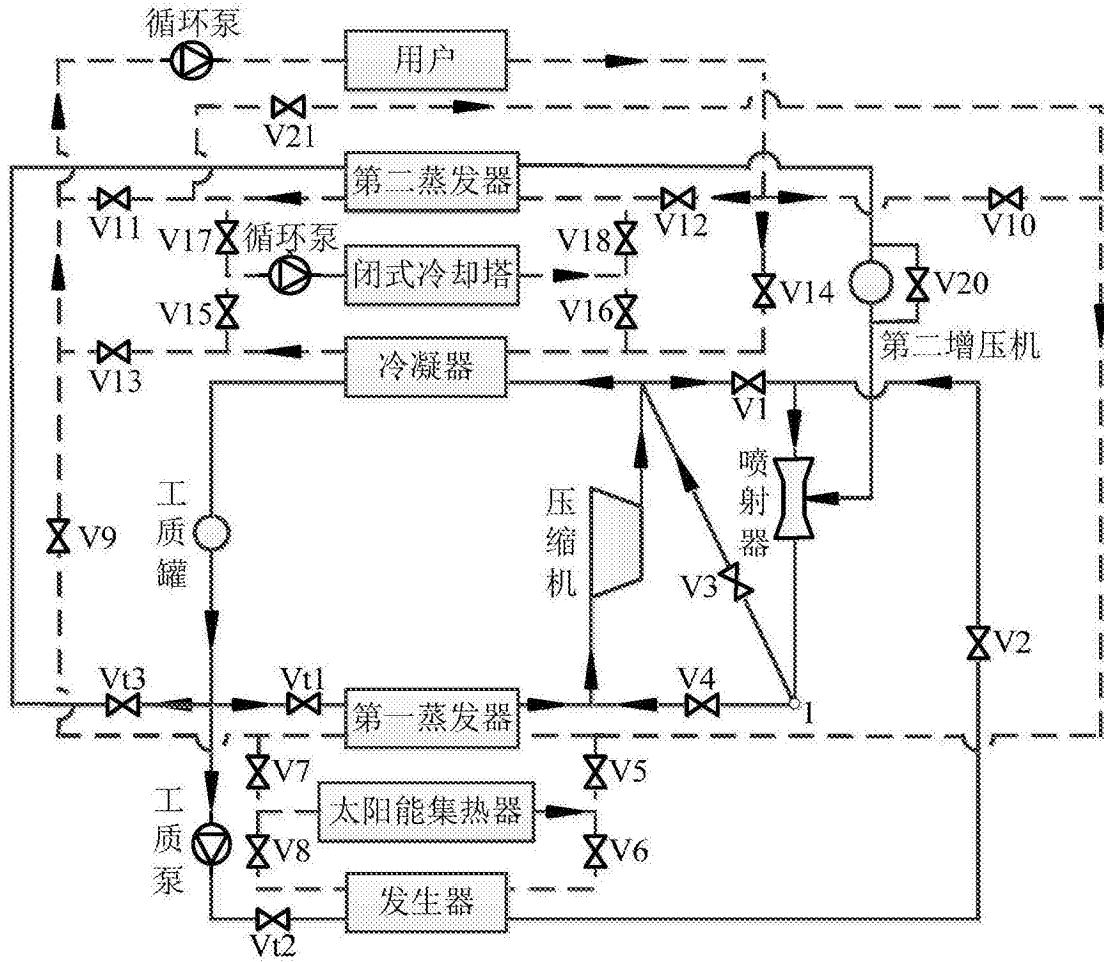 循环泵
用户
V21
第二蒸发器
V11
V12
V10
V17
循环泵
V18
闭式冷却塔
V14
V20
V15
V16
第二增压机
V13
冷凝器
V1
工质罐
压缩机
喷射器
V9
V3
V2
Vt3
Vt1
第一蒸发器
V4
1
V7
V5
太阳能集热器
V8
V6
工质泵
发生器
Vt2